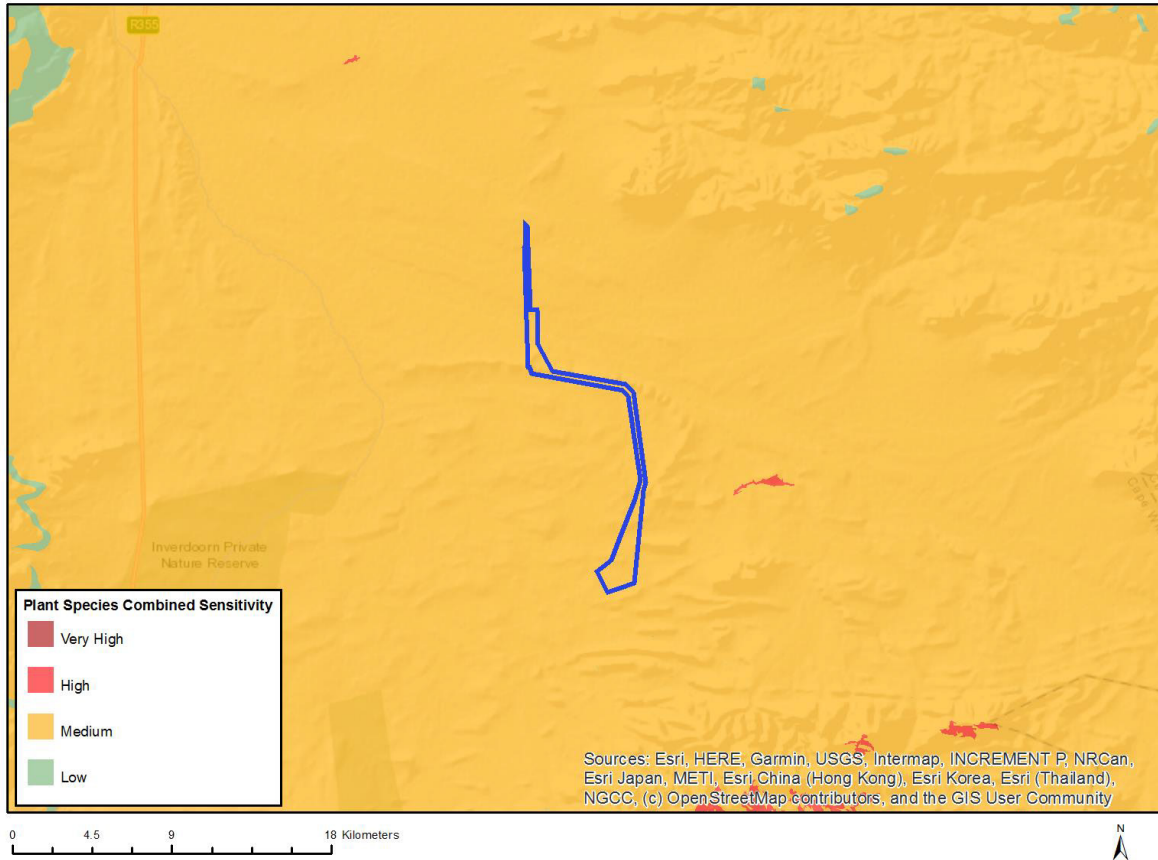 R355
Inverdoorn Private
Nature Reserve
Plant Species Combined Sensitivity
Very High
High
Medium
Low
Sources: Esri, HERE, Garmin, USGS, Intermap, INCREMENT P, NRCan,
Esri Japan, METI, Esri China (Hong Kong), Esri Korea, Esri (Thailand),
NGCC, (c) OpenStreetMap contributors, and the GIS User Community
0 4.5 9 18 Kilometers
N